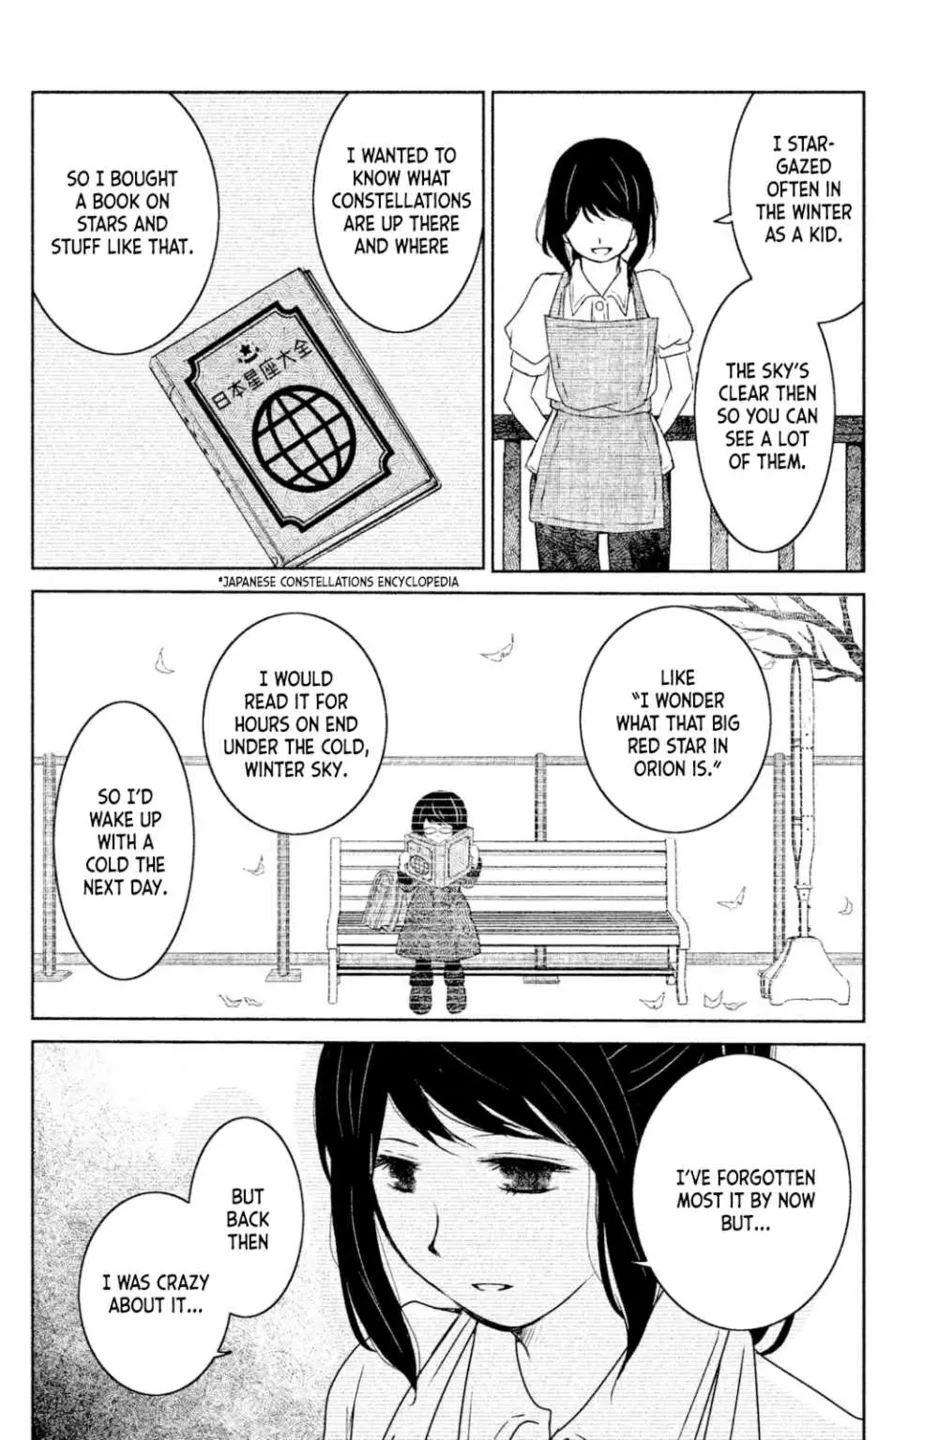 I STAR-
GAZED
OFTEN IN
THE WINTER
AS A KID.
THE SKY'S
CLEAR THEN
SO YOU CAN
SEE A LOT
OF THEM.
I WANTED TO
KNOW WHAT
CONSTELLATIONS
ARE UP THERE
AND WHERE
SO I BOUGHT
A BOOK ON
STARS AND
STUFF LIKE THAT.
日本星座大全
*JAPANESE CONSTELLATIONS ENCYCLOPEDIA
LIKE
"I WONDER
WHAT THAT BIG
RED STAR IN
ORION IS."
I WOULD
READ IT FOR
HOURS ON END
UNDER THE COLD,
WINTER SKY.
SO I'D
WAKE UP
WITH A
COLD THE
NEXT DAY.
I'VE FORGOTTEN
MOST IT BY NOW
BUT...
BUT
BACK
THEN
I WAS CRAZY
ABOUT IT...